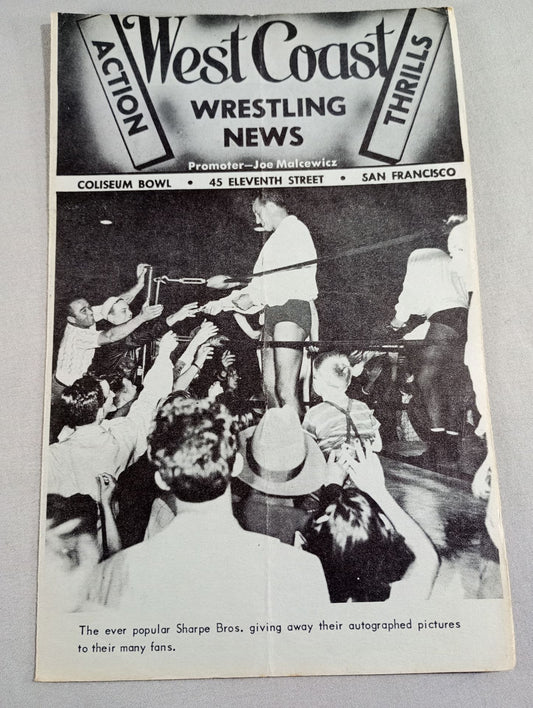 ACTION
West Coast
THRILLS
WRESTLING
NEWS
Promoter—Joe Malcewicz
COLISEUM BOWL • 45 ELEVENTH STREET • SAN FRANCISCO
The ever popular Sharpe Bros. giving away their autographed pictures
to their many fans.